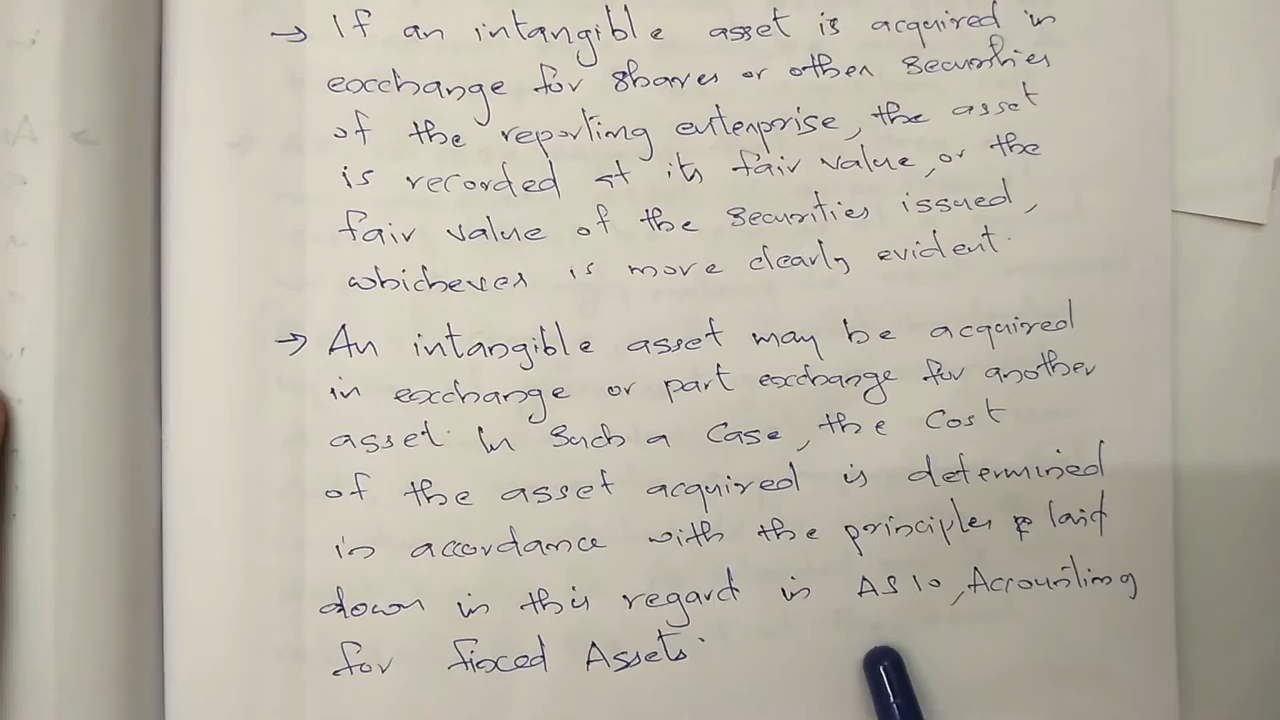 → If an intangible asset is acquired in
exchange for shares or other securities
of the reporting enterprise, the asset
is recorded at its fair value, or the
fair value of the securities issued,
whichever is more clearly evident.
→ An intangible asset may be acquired
in exchange or part exchange for another
asset. In such a case, the cost
of the asset acquired is determined
in accordance with the principles laid
down in this regard in AS 10, Accounting
for fixed Assets.